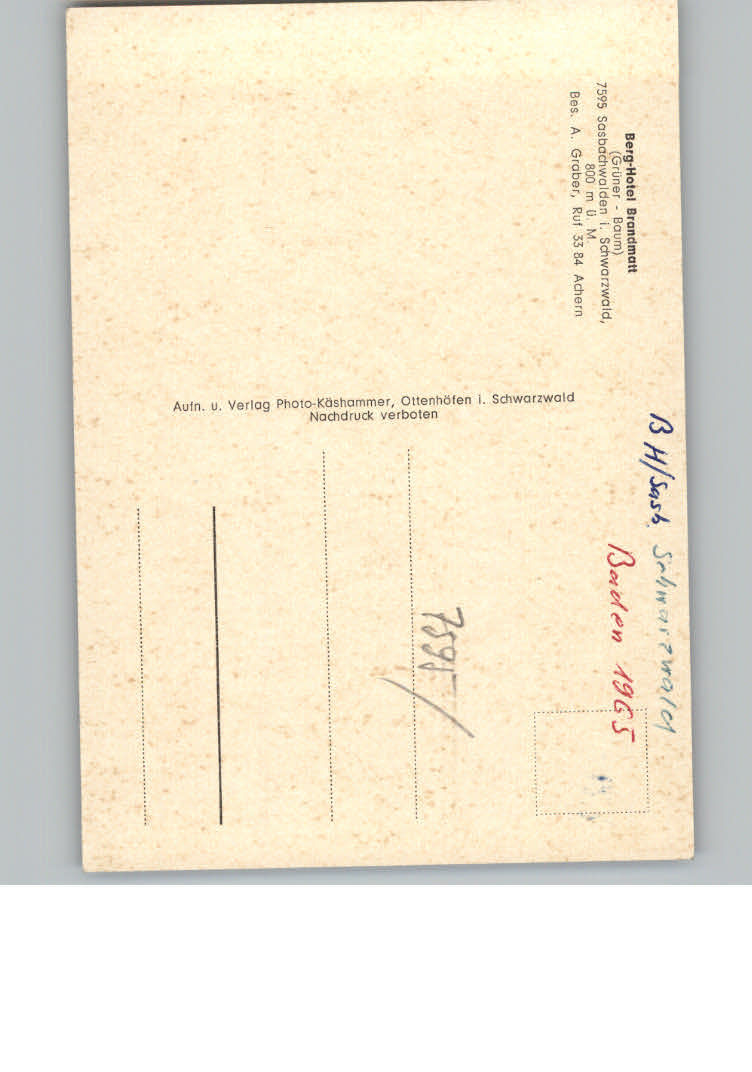 Berg-Hotel Brandmatt
(Grüner - Baum)
7595 Sasbachwalden i. Schwarzwald,
800 m ü. M.
Bes. A. Graber, Ruf 33 84 Achern
Aufn. u. Verlag Photo-Käshammer, Ottenhöfen i. Schwarzwald
Nachdruck verboten
B H/Sasb. Schwarzwald
Baden 1965
7595/